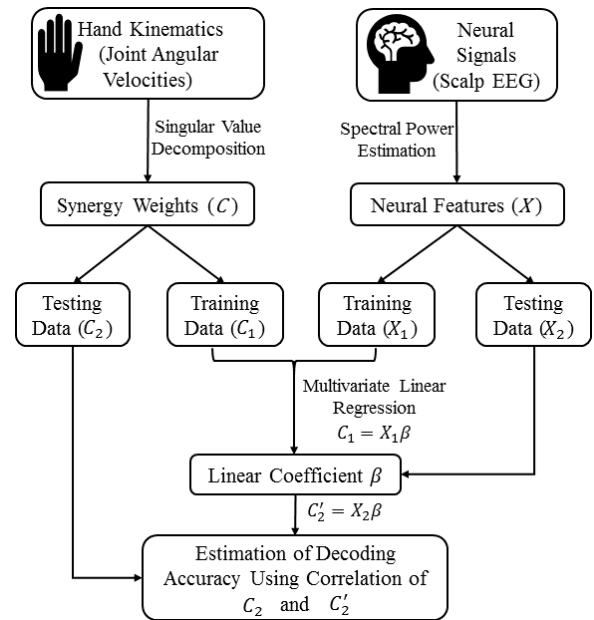 Hand Kinematics
(Joint Angular
Velocities)
Neural
Signals
(Scalp EEG)
Singular Value
Decomposition
Spectral Power
Estimation
Synergy Weights (C)
Neural Features (X)
Testing
Data (C₂)
Training
Data (C₁)
Training
Data (X₁)
Testing
Data (X₂)
Multivariate Linear
Regression
C₁ = X₁β
Linear Coefficient β
C₂′ = X₂β
Estimation of Decoding
Accuracy Using Correlation of
C₂ and C₂′